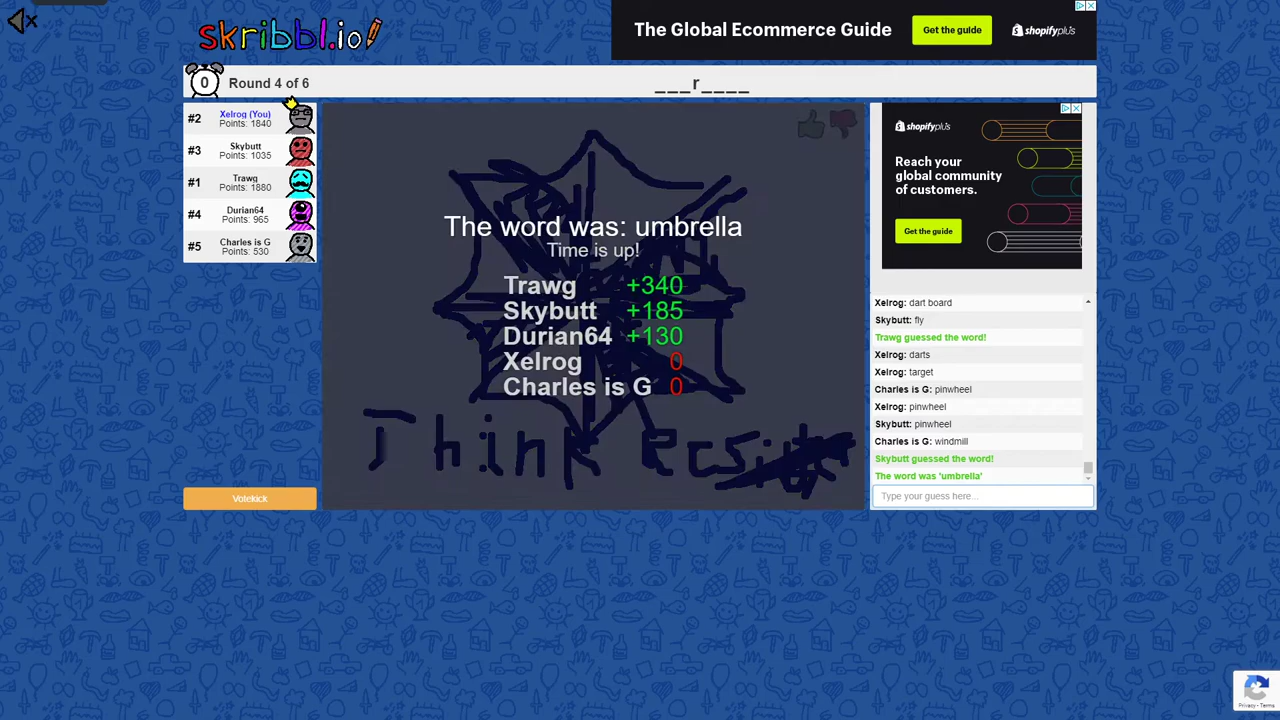 skribbl.io
The Global Ecommerce Guide
Get the guide
shopify plus
0
Round 4 of 6
___r____
#2
Xelrog (You)
Points: 1840
#3
Skybutt
Points: 1035
#1
Trawg
Points: 1880
#4
Durian64
Points: 965
#5
Charles is G
Points: 530
Votekick
The word was: umbrella
Time is up!
Trawg +340
Skybutt +185
Durian64 +130
Xelrog 0
Charles is G 0
Think
shopify plus
Reach your
global community
of customers.
Get the guide
Xelrog: dart board
Skybutt: fly
Trawg guessed the word!
Xelrog: darts
Xelrog: target
Charles is G: pinwheel
Xelrog: pinwheel
Skybutt: pinwheel
Charles is G: windmill
Skybutt guessed the word!
The word was 'umbrella'
Type your guess here...
Privacy - Terms